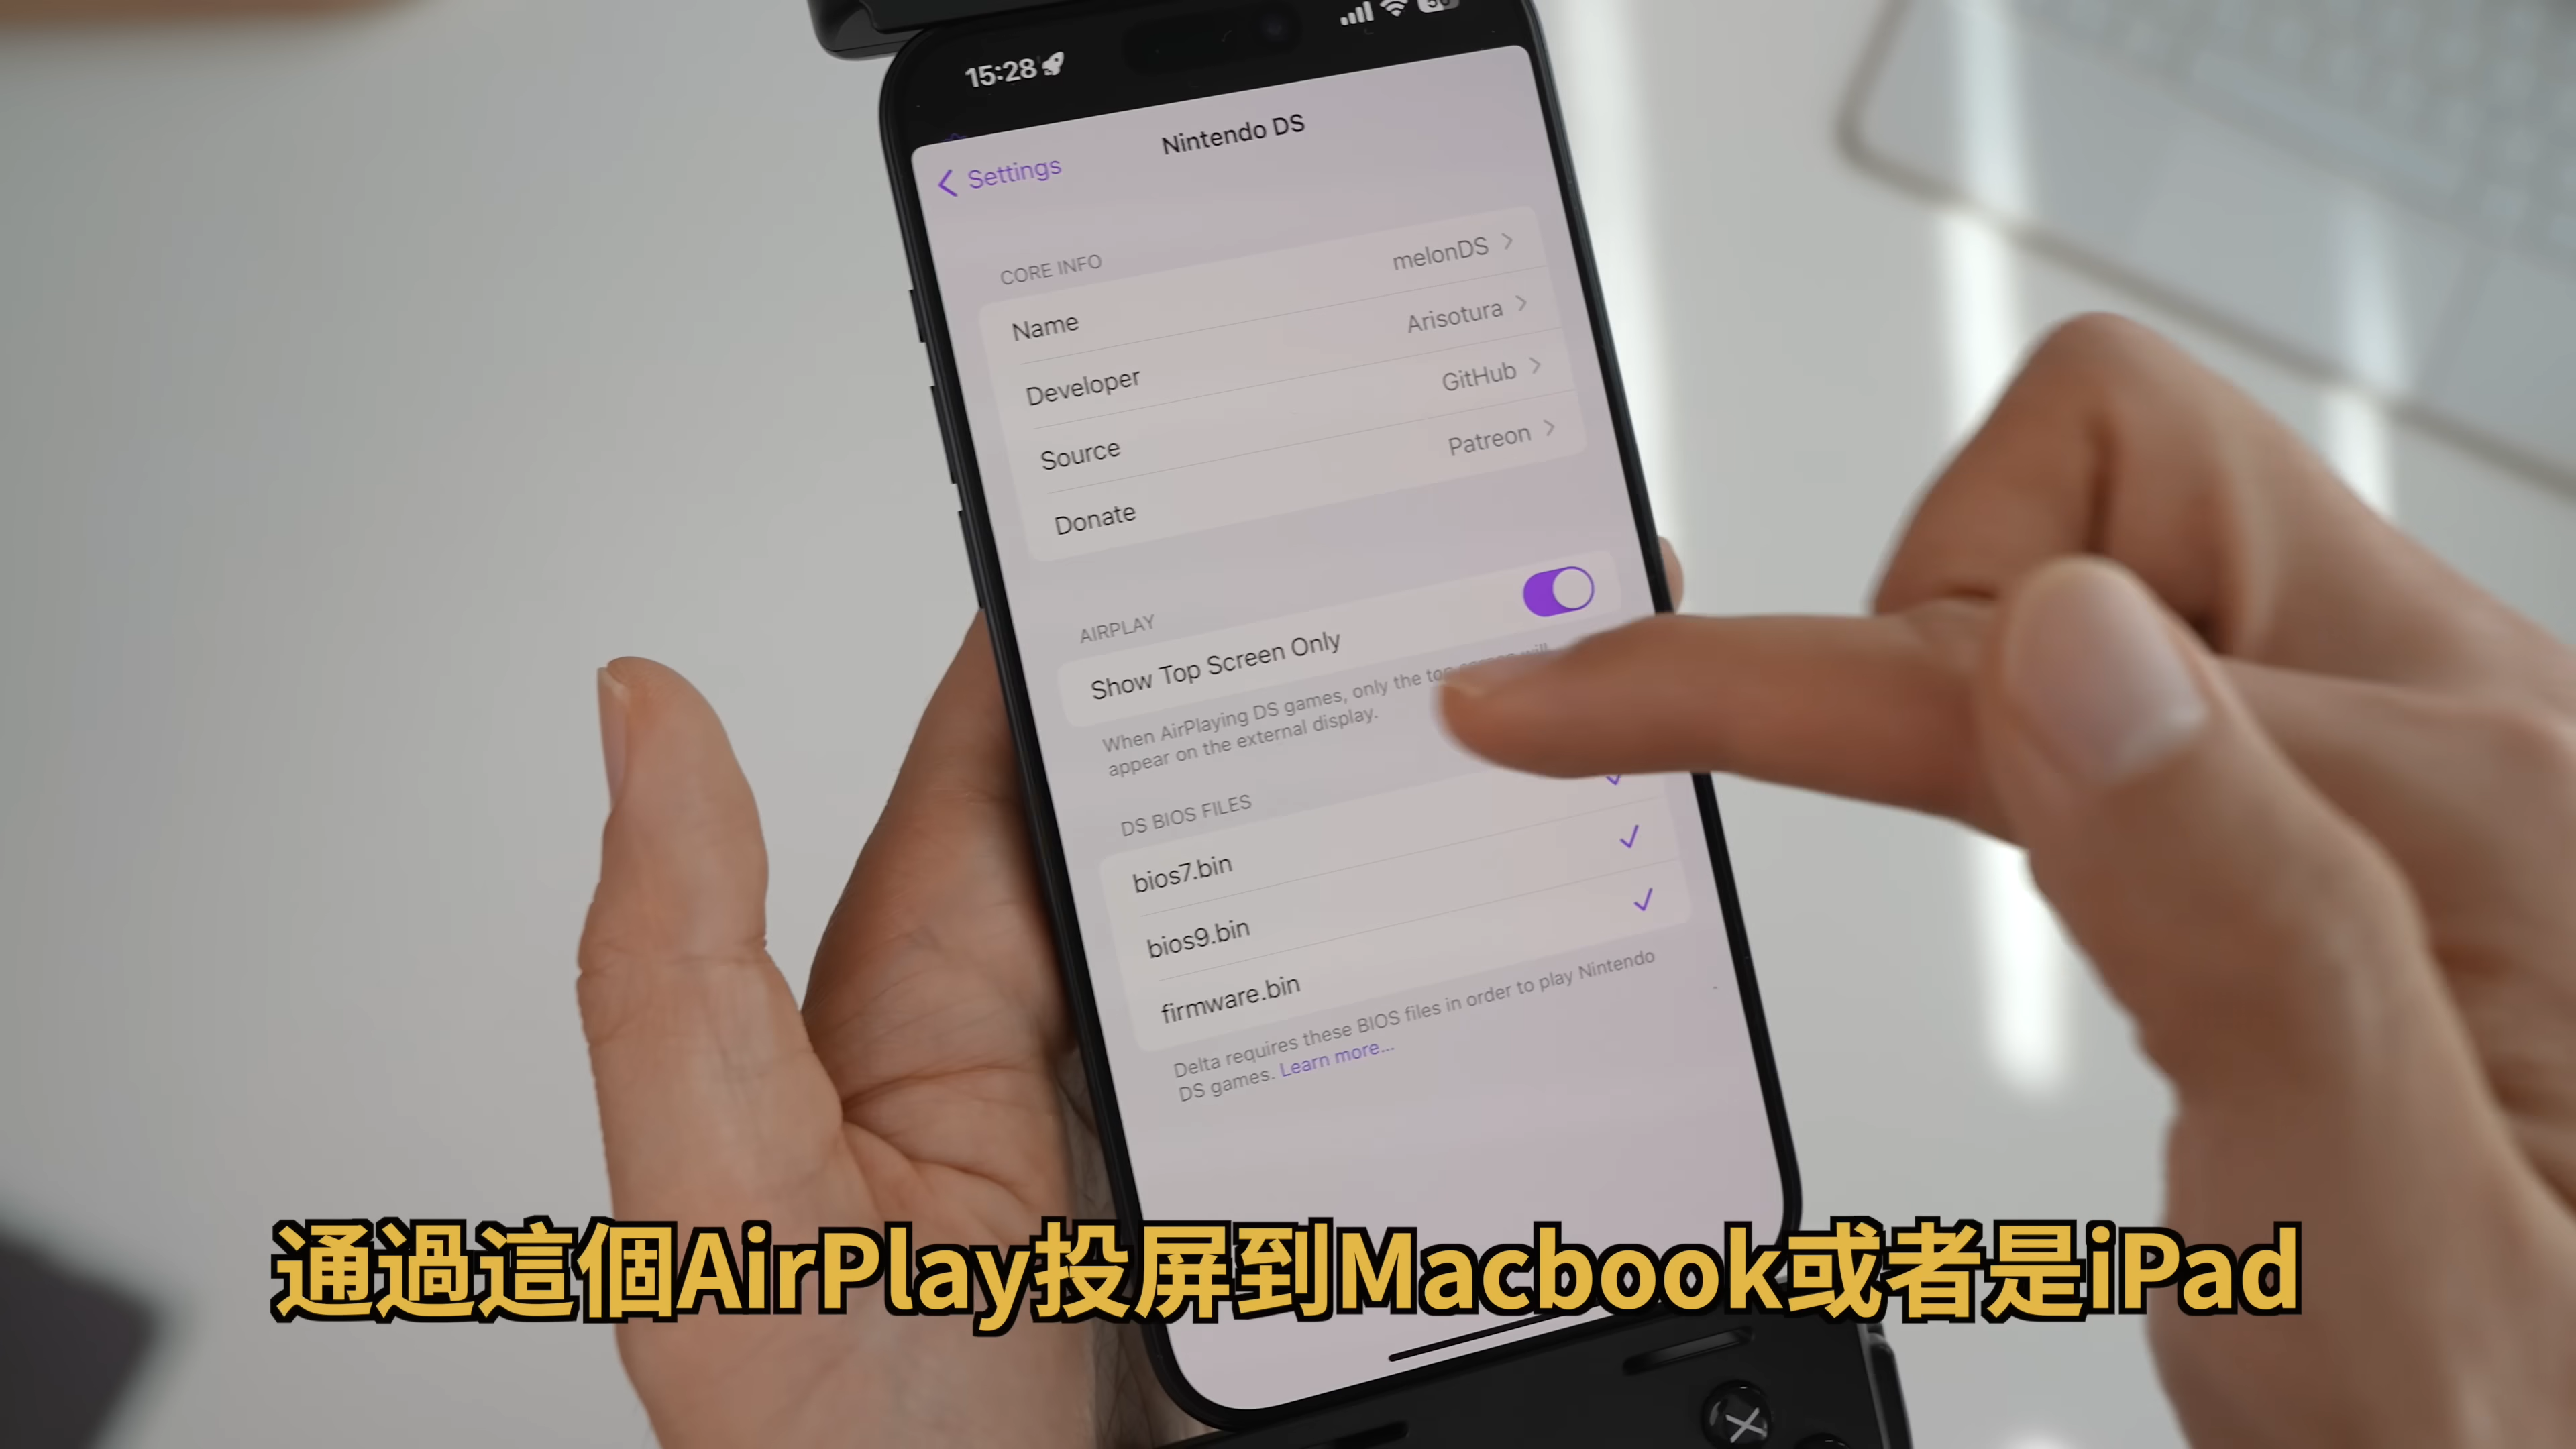 15:28
50
Settings
Nintendo DS
CORE INFO
Name melonDS
Developer Arisotura
Source GitHub
Donate Patreon
AIRPLAY
Show Top Screen Only
When AirPlaying DS games, only the top screen will
appear on the external display.
DS BIOS FILES
bios7.bin
bios9.bin
firmware.bin
Delta requires these BIOS files in order to play Nintendo
DS games. Learn more...
通過這個AirPlay投屏到Macbook或者是iPad
X